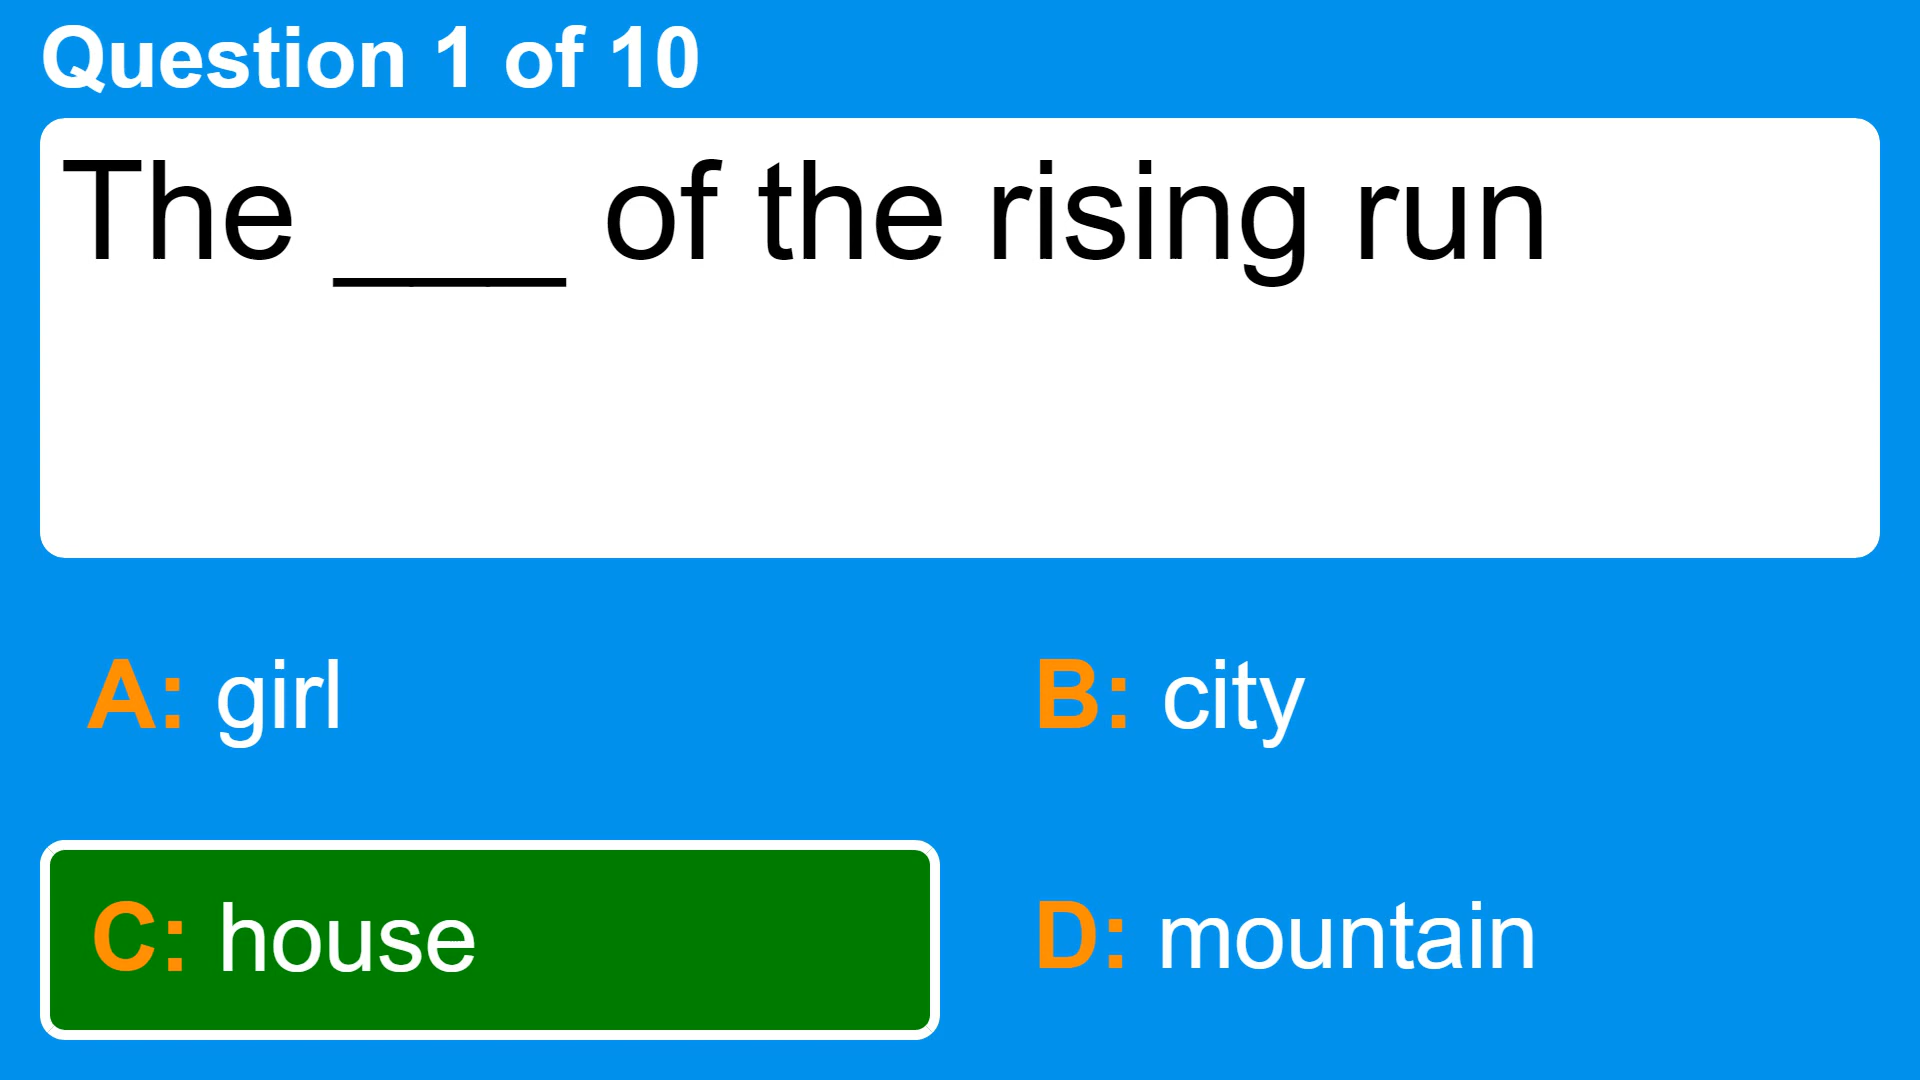 Question 1 of 10
The ___ of the rising run
A: girl
B: city
C: house
D: mountain